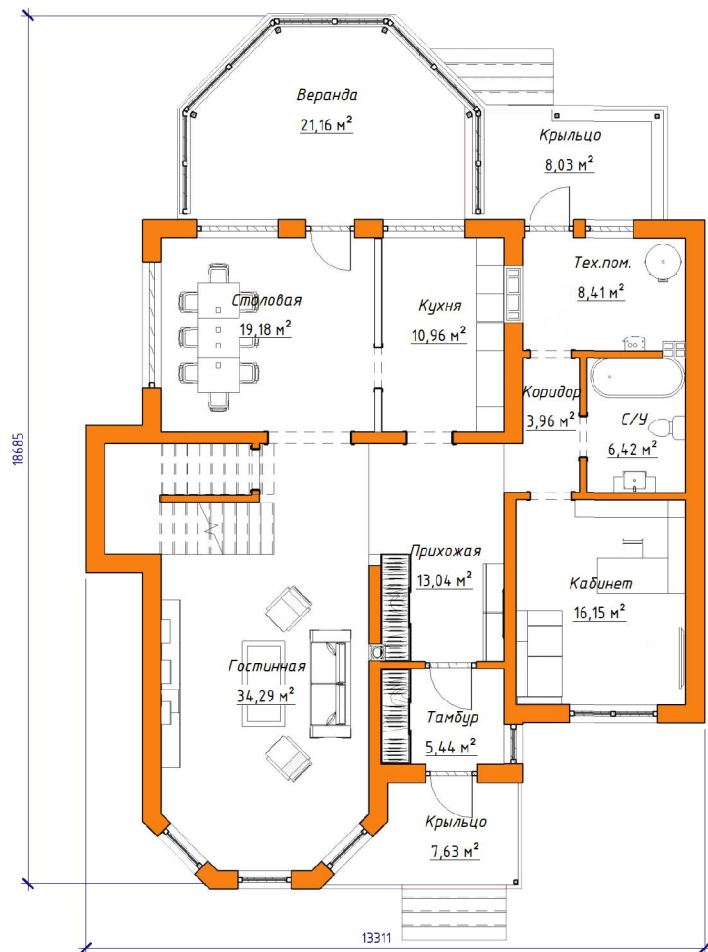 Веранда
21,16 м²
Крыльцо
8,03 м²
Тех.пом.
8,41 м²
Столовая
19,18 м²
Кухня
10,96 м²
Коридор
3,96 м²
С/У
6,42 м²
18685
Прихожая
13,04 м²
Кабинет
16,15 м²
Гостинная
34,29 м²
Тамбур
5,44 м²
Крыльцо
7,63 м²
13311